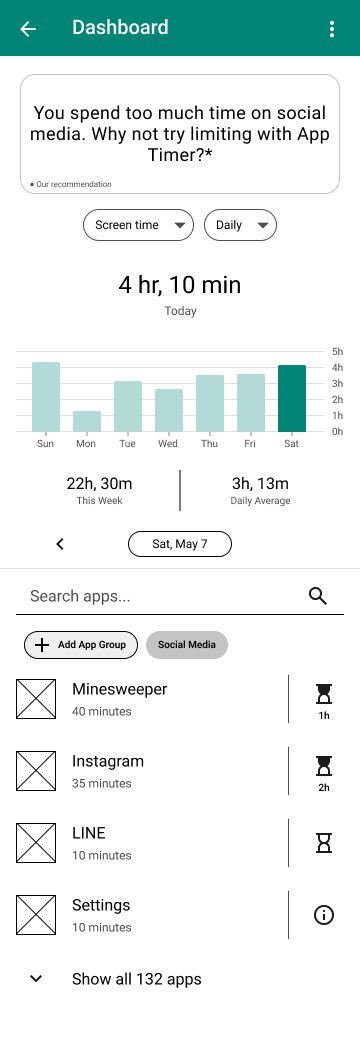 Dashboard
You spend too much time on social
media. Why not try limiting with App
Timer?*
• Our recommendation
Screen time
Daily
4 hr, 10 min
Today
5h
4h
3h
2h
1h
0h
Sun Mon Tue Wed Thu Fri Sat
22h, 30m
This Week
3h, 13m
Daily Average
Sat, May 7
Search apps...
Add App Group
Social Media
Minesweeper
40 minutes
1h
Instagram
35 minutes
2h
LINE
10 minutes
Settings
10 minutes
Show all 132 apps